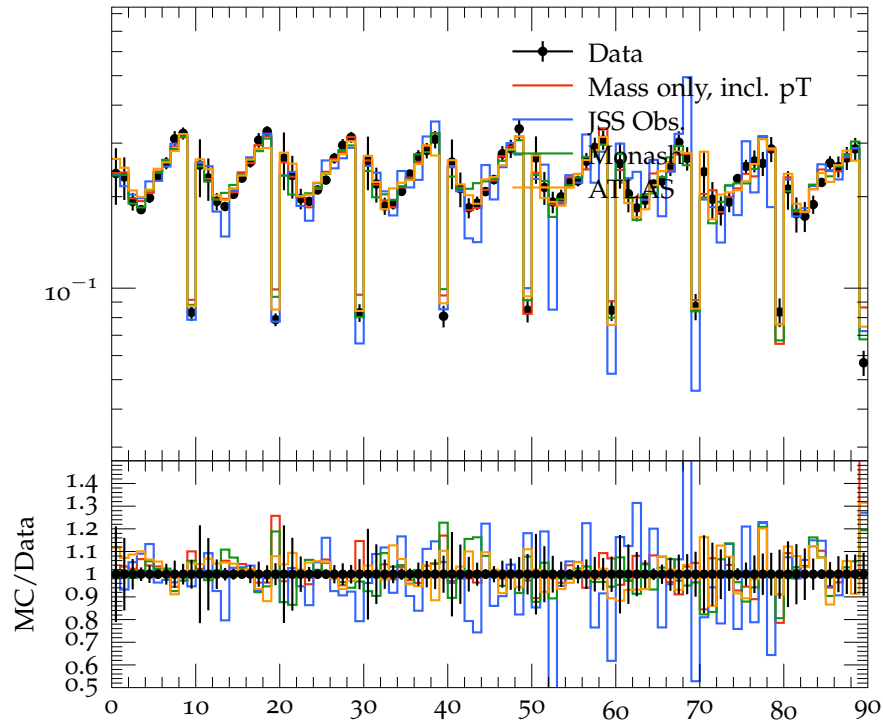 Data
Mass only, incl. pT
JSS Obs.
Monash
ATLAS
10⁻¹
1.4
1.3
1.2
1.1
1
0.9
0.8
0.7
0.6
0.5
MC/Data
0 10 20 30 40 50 60 70 80 90